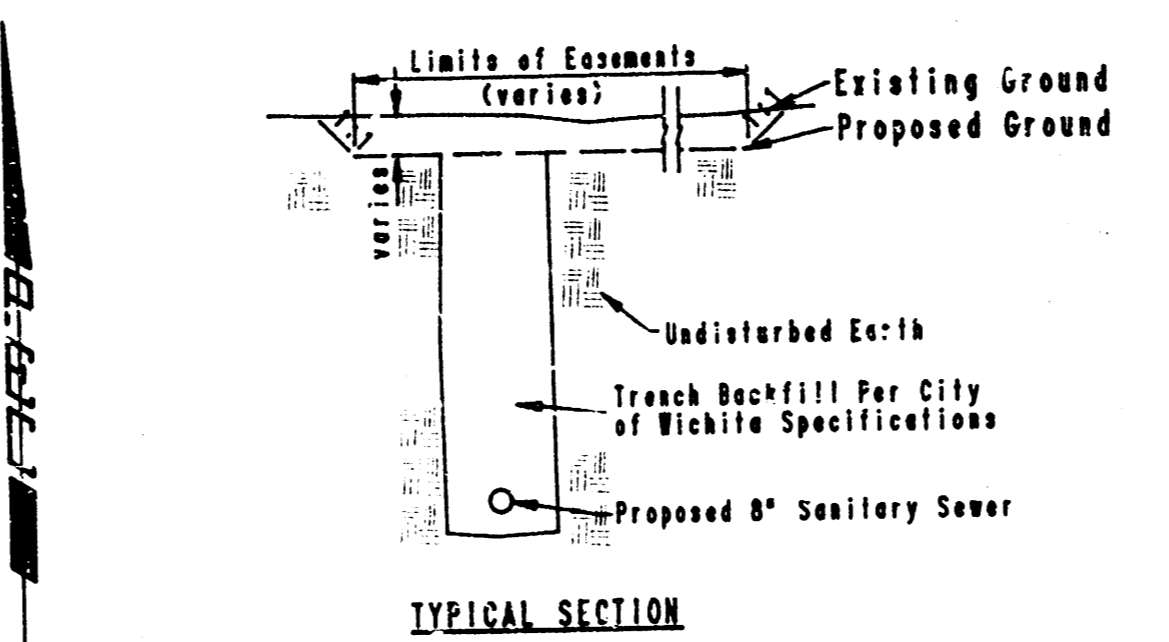 Limits of Easements
(varies)
Existing Ground
Proposed Ground
varies
Undisturbed Earth
Trench Backfill Per City
of Wichita Specifications
Proposed 8" Sanitary Sewer
TYPICAL SECTION